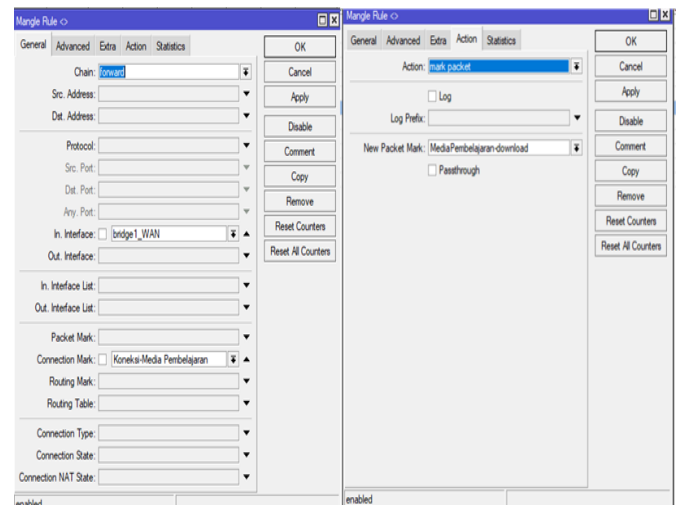 Mangle Rule <>
General Advanced Extra Action Statistics
Chain: forward
Src. Address:
Dst. Address:
Protocol:
Src. Port:
Dst. Port:
Any. Port:
In. Interface: bridge1_WAN
Out. Interface:
In. Interface List:
Out. Interface List:
Packet Mark:
Connection Mark: Koneksi-Media Pembelajaran
Routing Mark:
Routing Table:
Connection Type:
Connection State:
Connection NAT State:
enabled
OK
Cancel
Apply
Disable
Comment
Copy
Remove
Reset Counters
Reset All Counters
Mangle Rule <>
General Advanced Extra Action Statistics
Action: mark packet
Log
Log Prefix:
New Packet Mark: MediaPembelajaran-download
Passthrough
enabled
OK
Cancel
Apply
Disable
Comment
Copy
Remove
Reset Counters
Reset All Counters